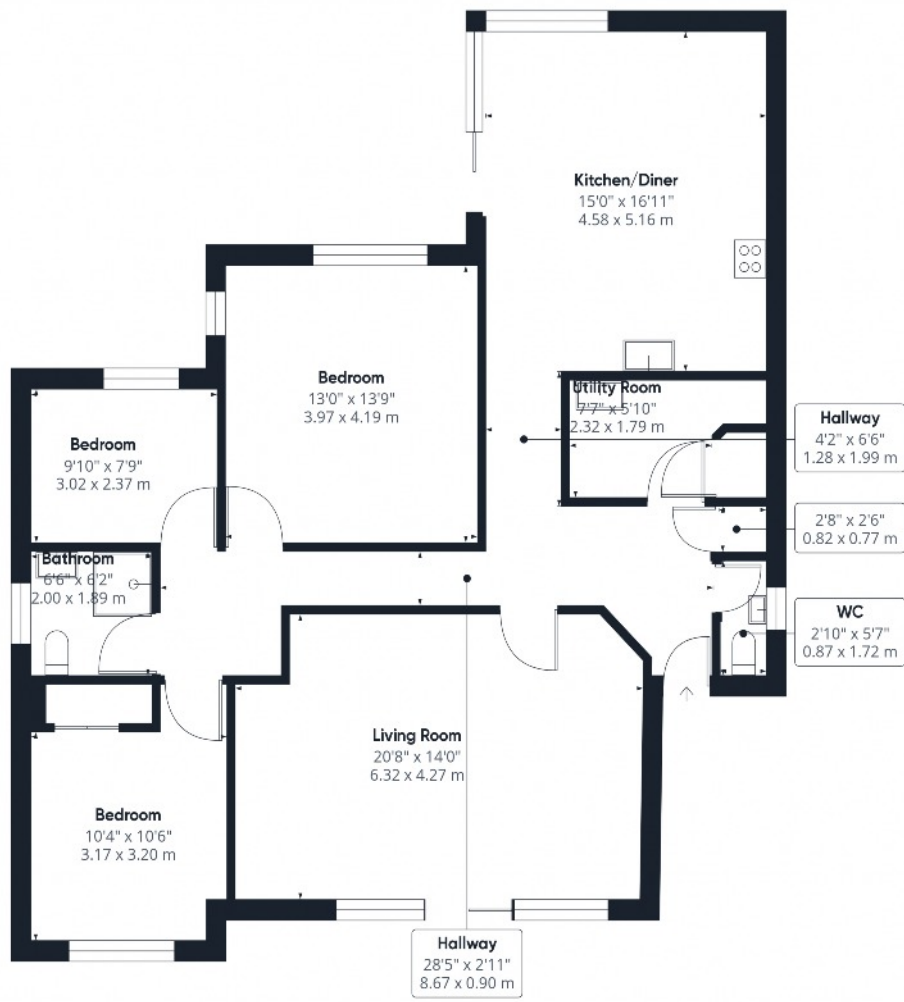 Kitchen/Diner
15'0" x 16'11"
4.58 x 5.16 m
Bedroom
13'0" x 13'9"
3.97 x 4.19 m
Utility Room
7'7" x 5'10"
2.32 x 1.79 m
Hallway
4'2" x 6'6"
1.28 x 1.99 m
Bedroom
9'10" x 7'9"
3.02 x 2.37 m
2'8" x 2'6"
0.82 x 0.77 m
Bathroom
6'6" x 6'2"
2.00 x 1.89 m
WC
2'10" x 5'7"
0.87 x 1.72 m
Living Room
20'8" x 14'0"
6.32 x 4.27 m
Bedroom
10'4" x 10'6"
3.17 x 3.20 m
Hallway
28'5" x 2'11"
8.67 x 0.90 m